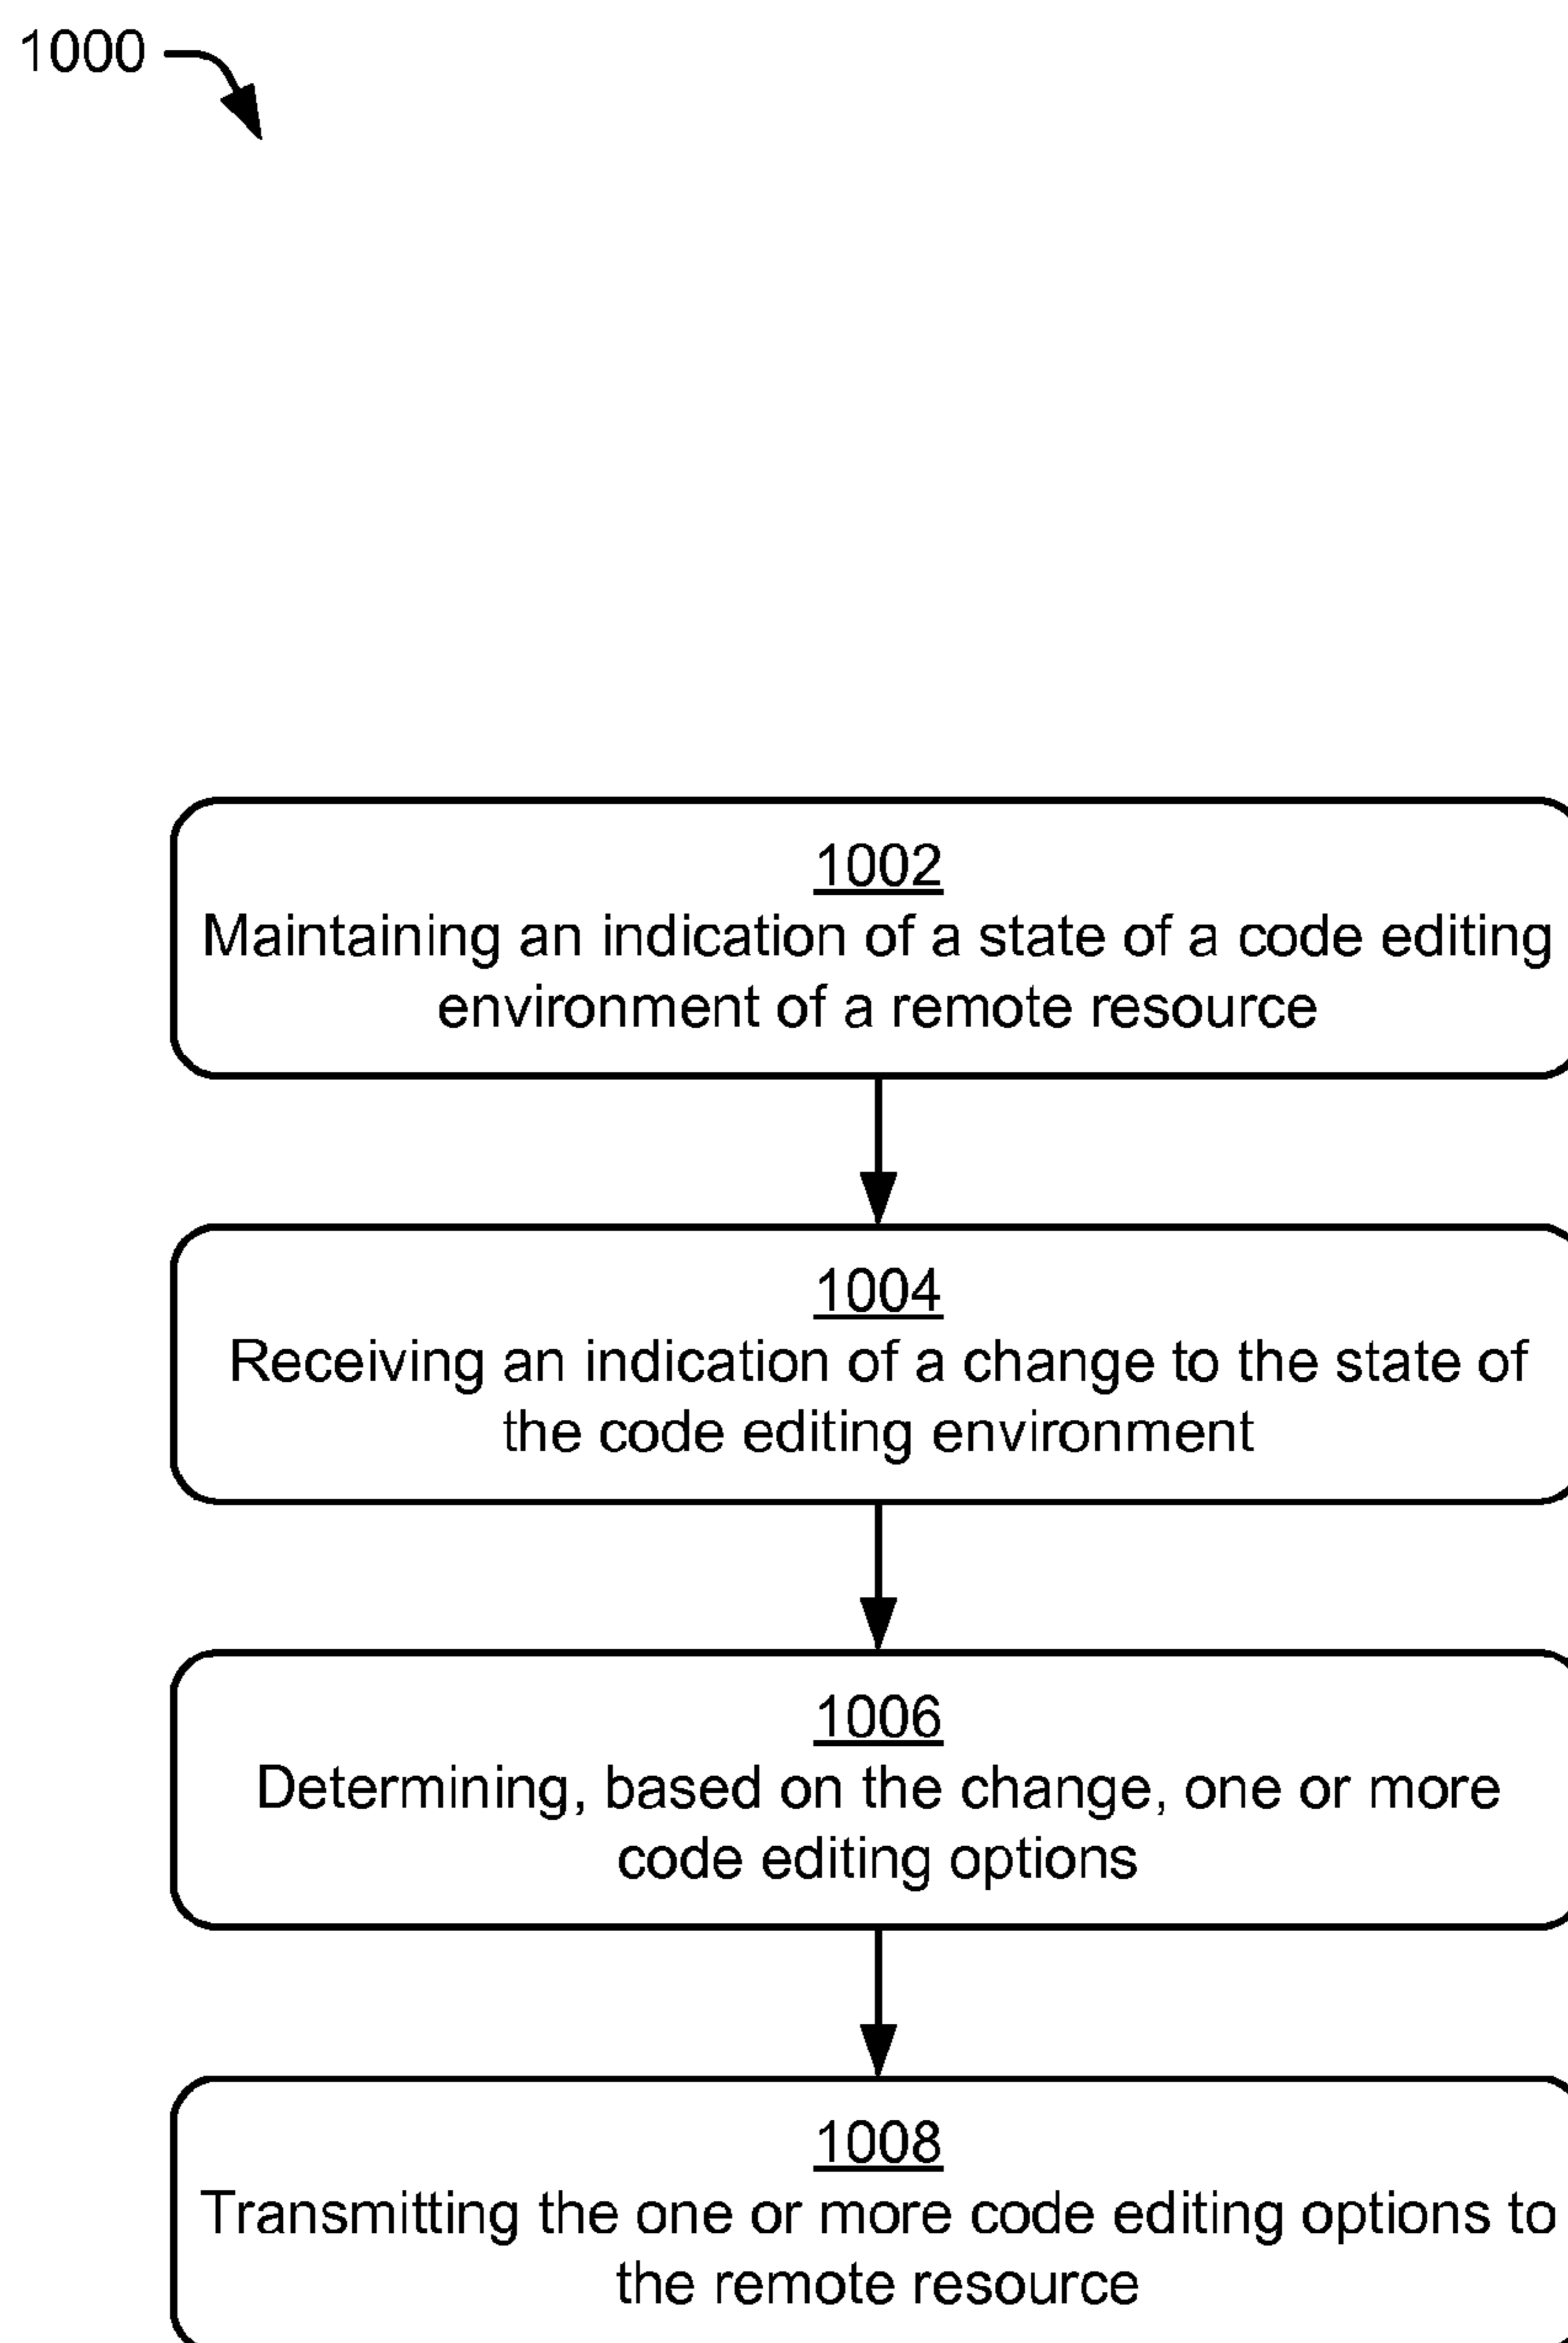 1000
1002
Maintaining an indication of a state of a code editing
environment of a remote resource
1004
Receiving an indication of a change to the state of
the code editing environment
1006
Determining, based on the change, one or more
code editing options
1008
Transmitting the one or more code editing options to
the remote resource